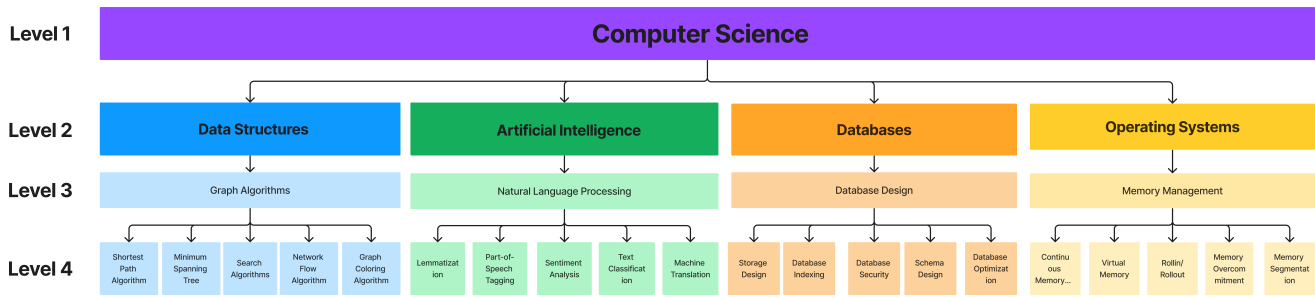 Level 1
Computer Science
Level 2
Data Structures
Artificial Intelligence
Databases
Operating Systems
Level 3
Graph Algorithms
Natural Language Processing
Database Design
Memory Management
Level 4
Shortest
Path
Algorithm
Minimum
Spanning
Tree
Search
Algorithms
Network
Flow
Algorithm
Graph
Coloring
Algorithm
Lemmatizat
ion
Part-of-
Speech
Tagging
Sentiment
Analysis
Text
Classificat
ion
Machine
Translation
Storage
Design
Database
Indexing
Database
Security
Schema
Design
Database
Optimizat
ion
Continu
ous
Memory...
Virtual
Memory
Rollin/
Rollout
Memory
Overcom
mitment
Memory
Segmentat
ion